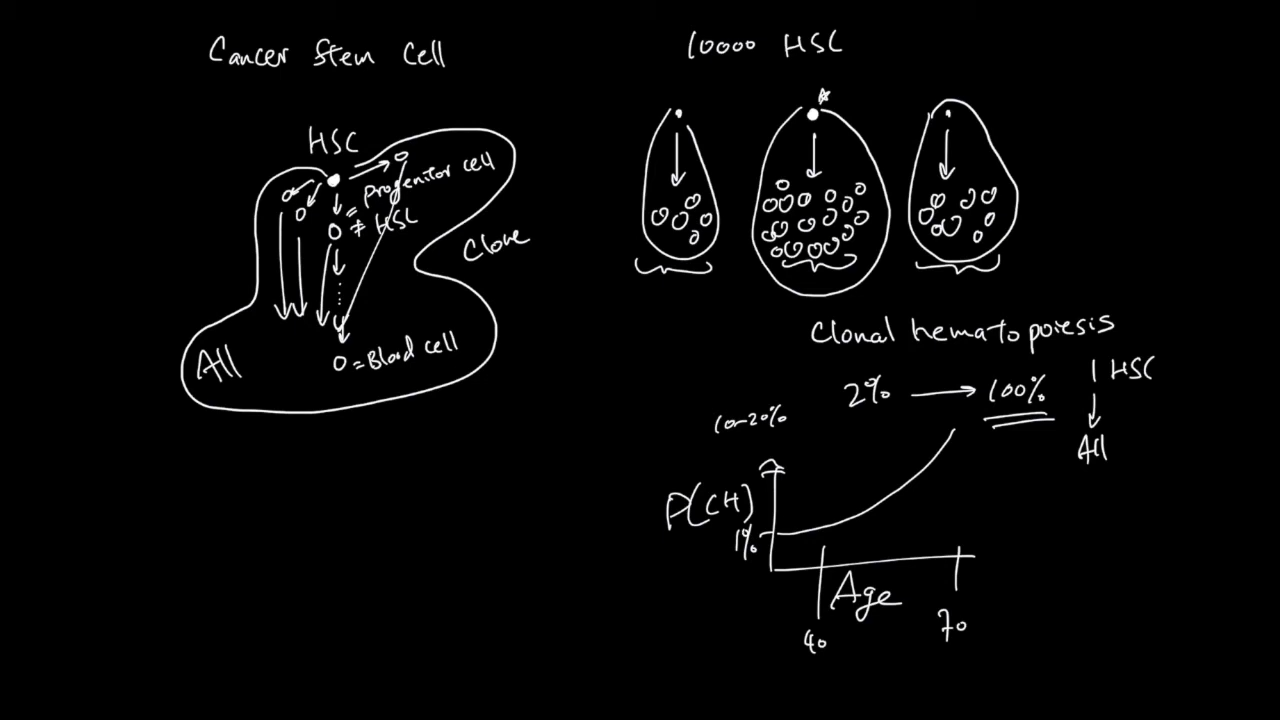 Cancer Stem Cell
HSC
= progenitor cell
≠ HSC
Clone
All
= Blood cell
10000 HSC
*
Clonal hematopoiesis
2% → 100%
1 HSC
↓
All
10~20%
P(CH)
1%
Age
40
70